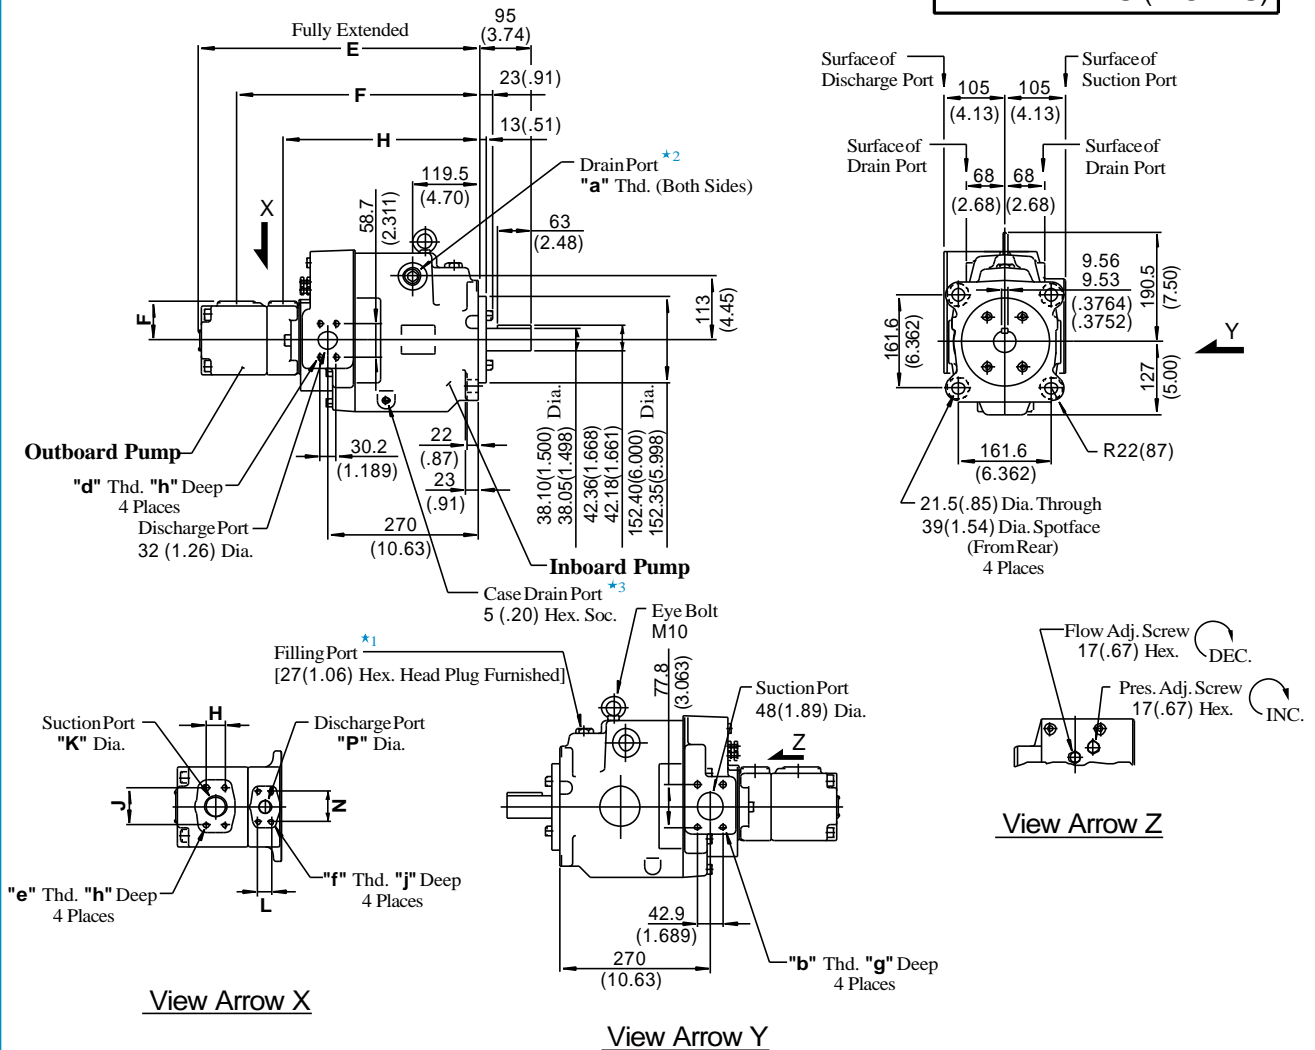 Fully Extended
E
95
(3.74)
F
23(.91)
H
13(.51)
Drain Port ★2
"a" Thd. (Both Sides)
119.5
(4.70)
58.7
(2.311)
63
(2.48)
X
F
113
(4.45)
Outboard Pump
"d" Thd. "h" Deep
4 Places
Discharge Port
32 (1.26) Dia.
30.2
(1.189)
22
(.87)
23
(.91)
270
(10.63)
38.10(1.500) Dia.
38.05(1.498)
42.36(1.668)
42.18(1.661)
152.40(6.000) Dia.
152.35(5.998)
Inboard Pump
Case Drain Port ★3
5 (.20) Hex. Soc.
Surface of
Discharge Port
Surface of
Suction Port
105
(4.13)
105
(4.13)
Surface of
Drain Port
Surface of
Drain Port
68
(2.68)
68
(2.68)
9.56
9.53
(.3764)
(.3752)
190.5
(7.50)
161.6
(6.362)
Y
127
(5.00)
161.6
(6.362)
R22(87)
21.5(.85) Dia. Through
39(1.54) Dia. Spotface
(From Rear)
4 Places
Filling Port ★1
[27(1.06) Hex. Head Plug Furnished]
Eye Bolt
M10
77.8
(3.063)
Suction Port
48(1.89) Dia.
Z
42.9
(1.689)
270
(10.63)
"b" Thd. "g" Deep
4 Places
View Arrow Y
Suction Port
"K" Dia.
H
Discharge Port
"P" Dia.
J
N
L
"e" Thd. "h" Deep
4 Places
"f" Thd. "j" Deep
4 Places
View Arrow X
Flow Adj. Screw
17(.67) Hex.
DEC.
Pres. Adj. Screw
17(.67) Hex.
INC.
View Arrow Z